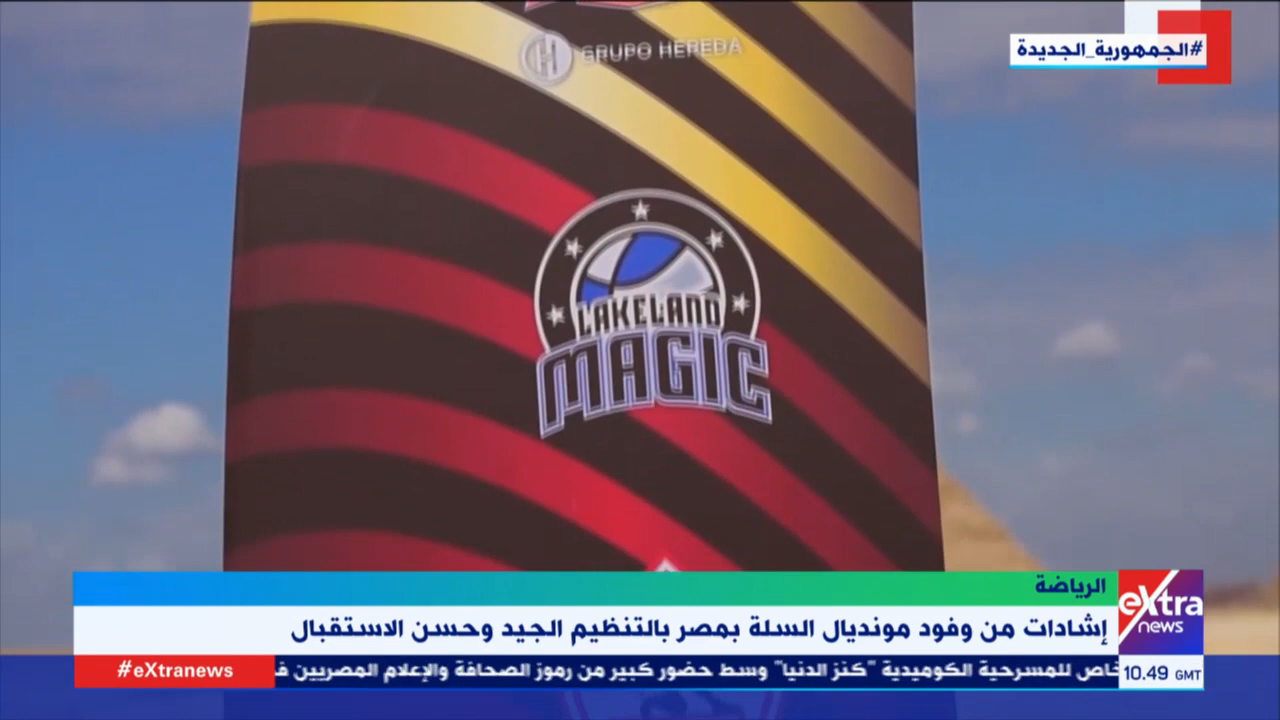 GRUPO HEREDA
#الجمهورية_الجديدة
LAKELAND
MAGIC
الرياضة
إشادات من وفود مونديال السلة بمصر بالتنظيم الجيد وحسن الاستقبال
eXtra
news
#eXtranews
للمسرحية الكوميدية "كنز الدنيا" وسط حضور كبير من رموز الصحافة والإعلام المصريين
10.49 GMT